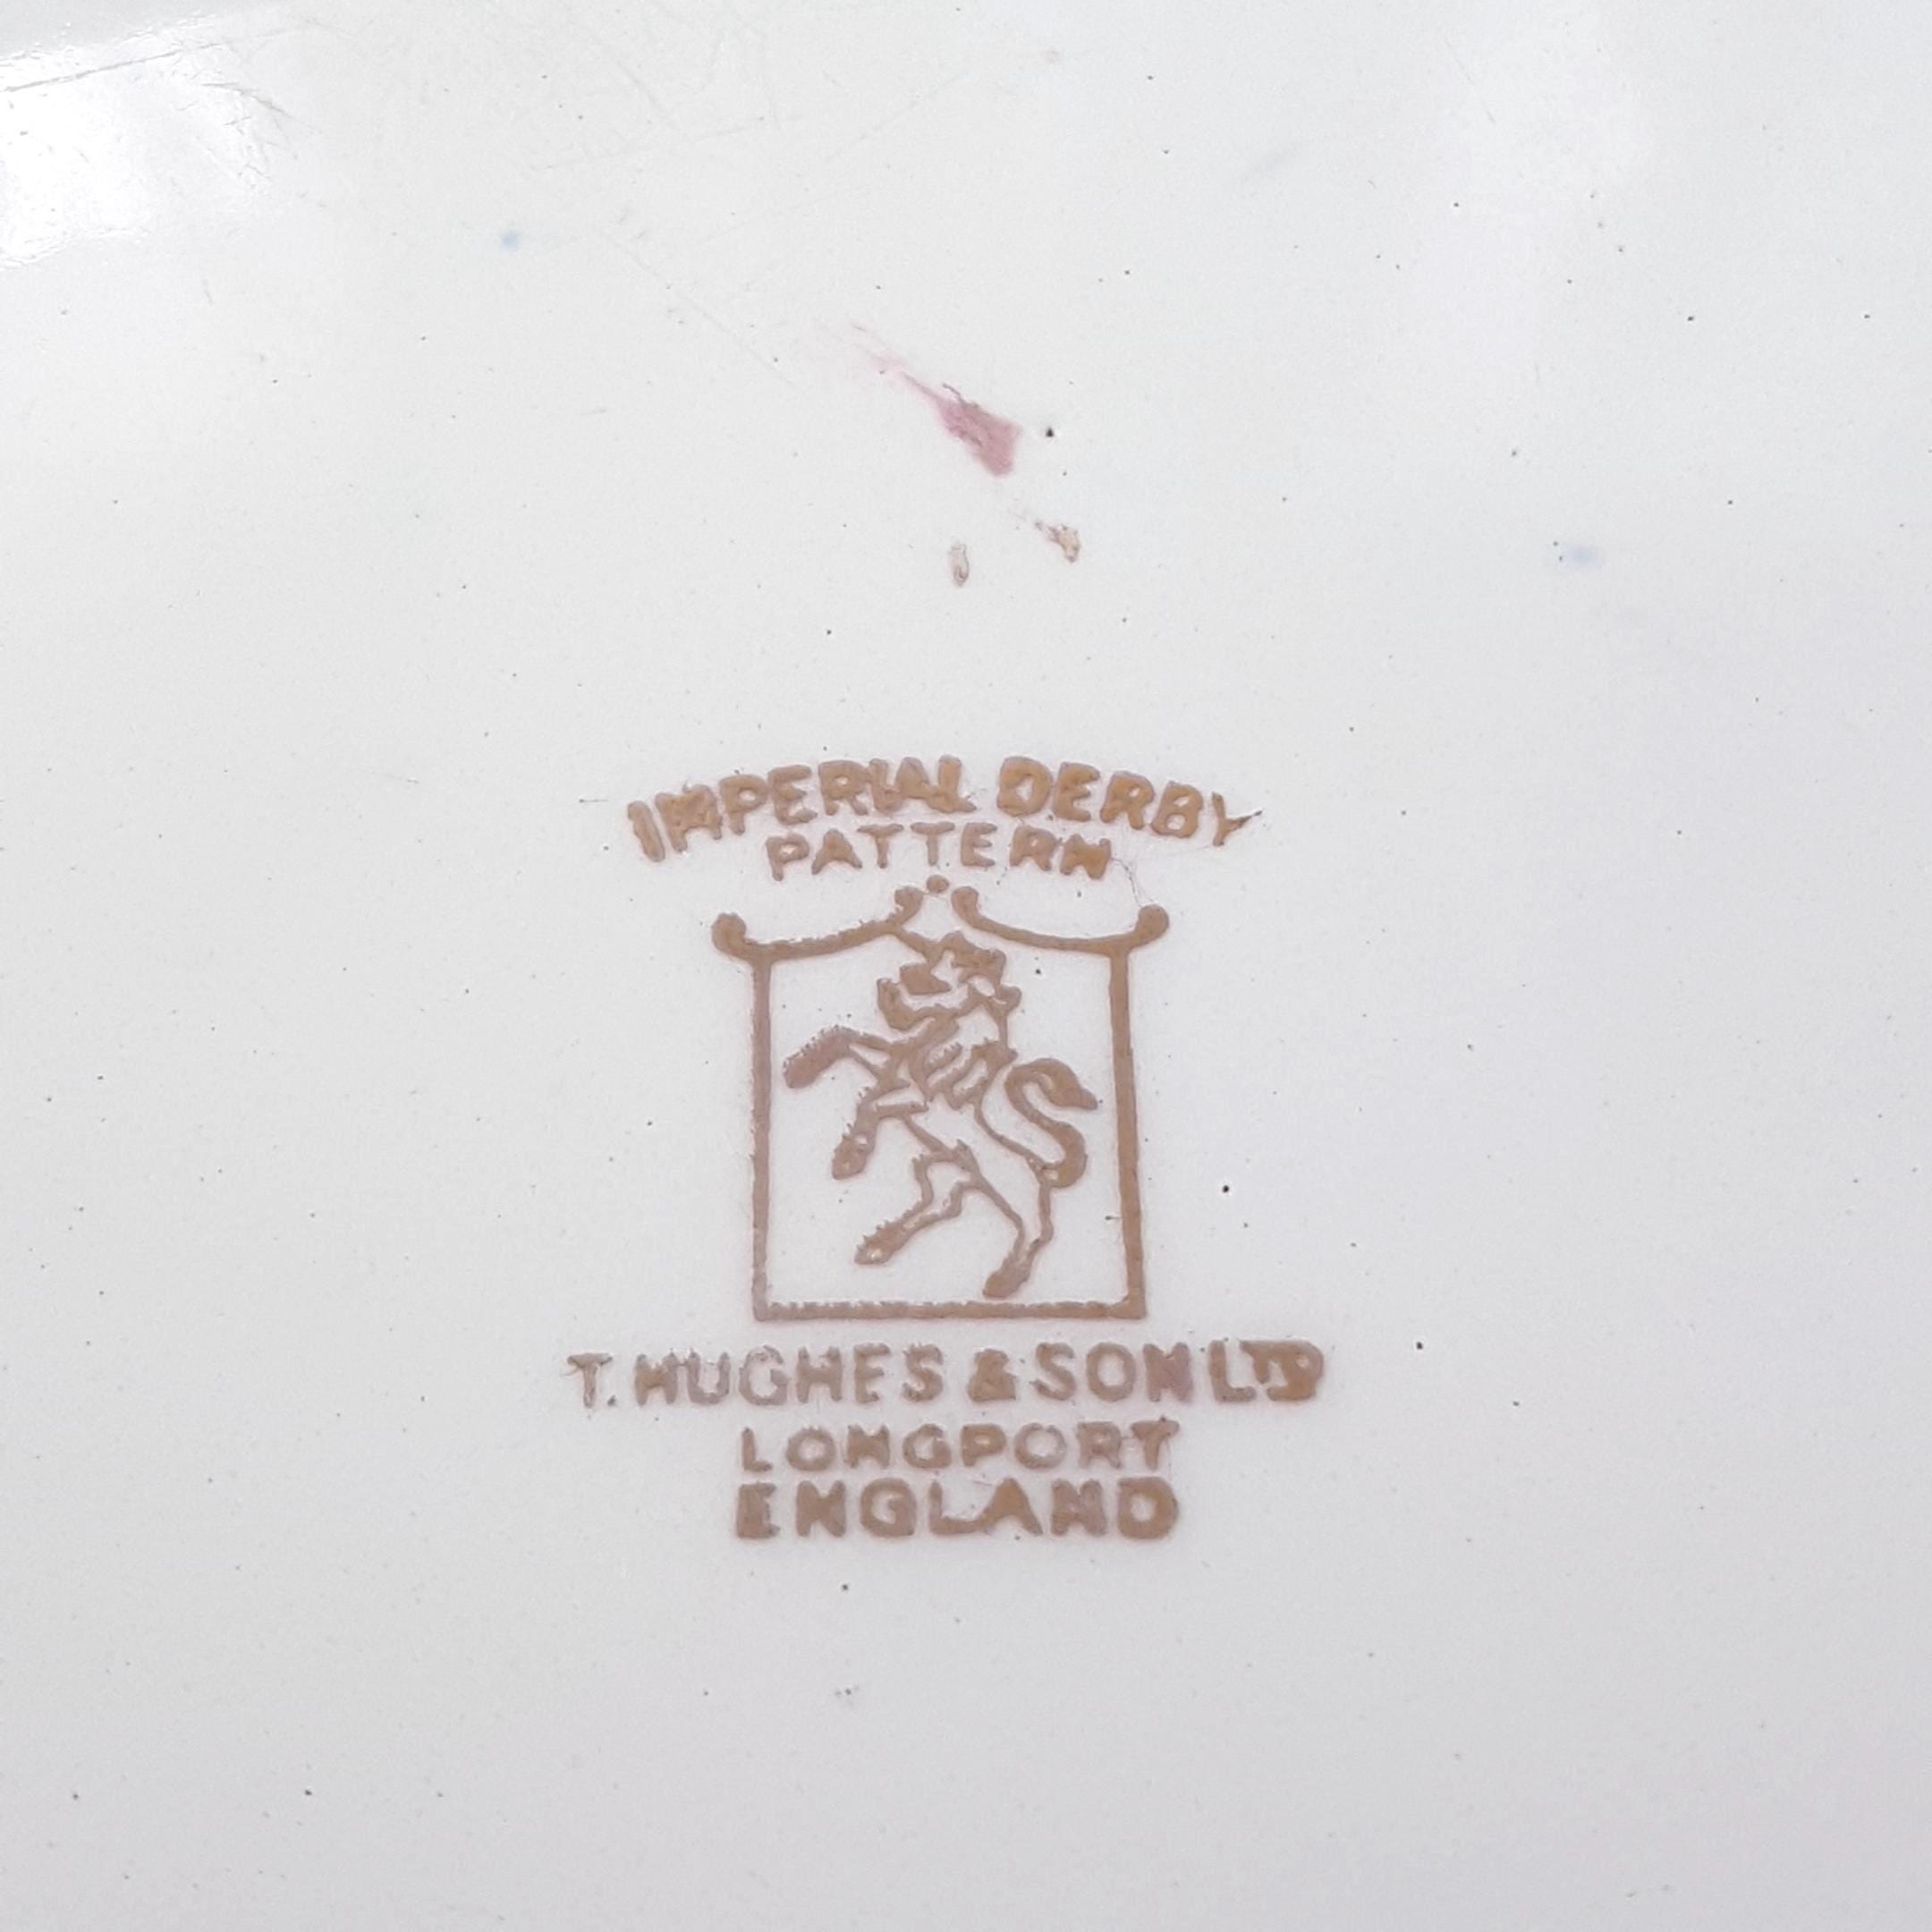 IMPERIAL DERBY
PATTERN
T. HUGHES & SON LTD
LONGPORT
ENGLAND